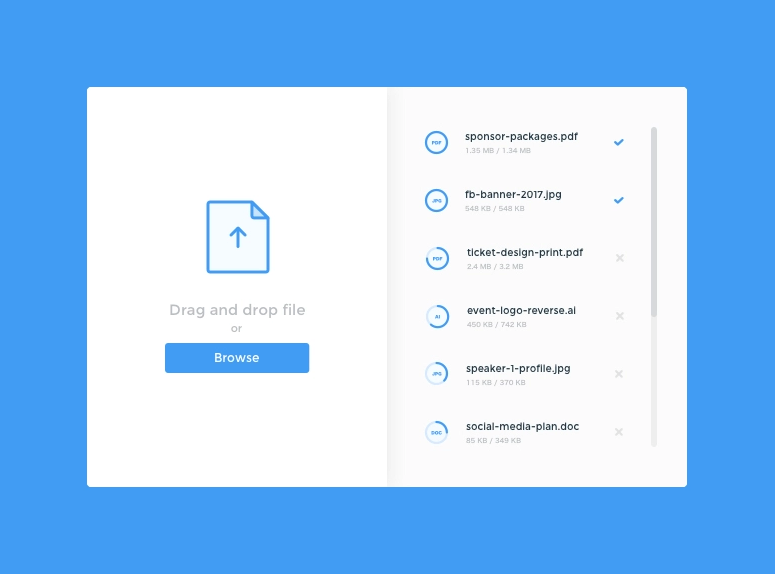 Drag and drop file
or
Browse
PDF
sponsor-packages.pdf
1.35 MB / 1.34 MB
JPG
fb-banner-2017.jpg
548 KB / 548 KB
PDF
ticket-design-print.pdf
2.4 MB / 3.2 MB
AI
event-logo-reverse.ai
450 KB / 742 KB
JPG
speaker-1-profile.jpg
115 KB / 370 KB
DOC
social-media-plan.doc
85 KB / 349 KB